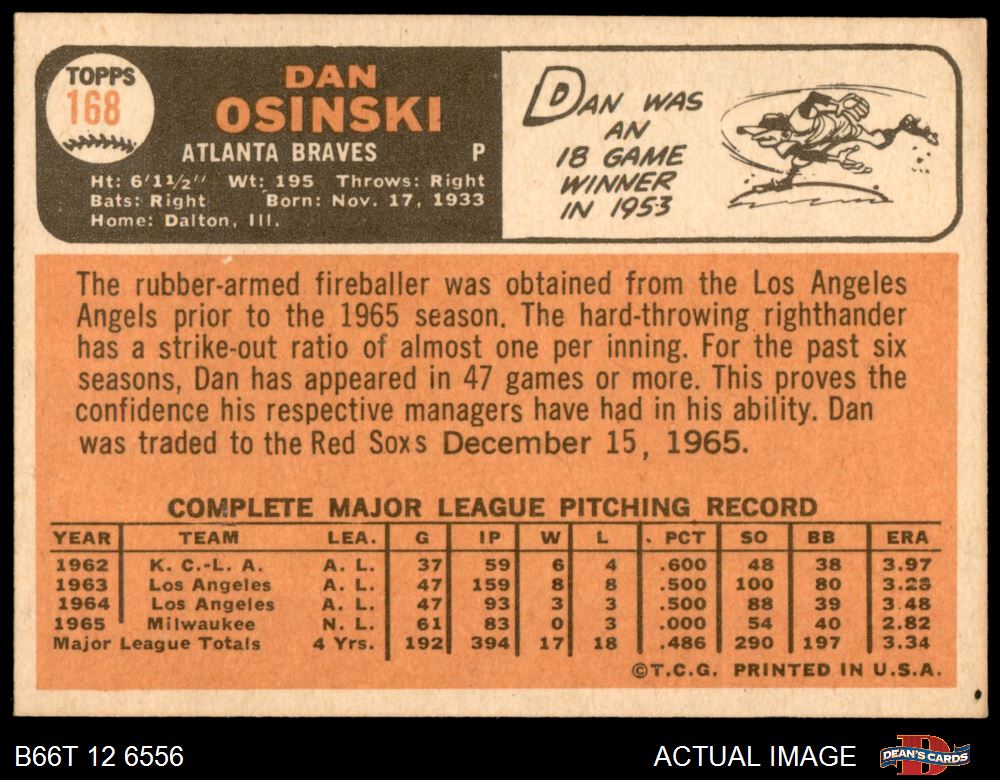 TOPPS
168
DAN
OSINSKI
ATLANTA BRAVES P
Ht: 6'1½" Wt: 195 Throws: Right
Bats: Right Born: Nov. 17, 1933
Home: Dalton, Ill.
DAN WAS
AN
18 GAME
WINNER
IN 1953
The rubber-armed fireballer was obtained from the Los Angeles
Angels prior to the 1965 season. The hard-throwing righthander
has a strike-out ratio of almost one per inning. For the past six
seasons, Dan has appeared in 47 games or more. This proves the
confidence his respective managers have had in his ability. Dan
was traded to the Red Soxs December 15, 1965.
COMPLETE MAJOR LEAGUE PITCHING RECORD
YEAR TEAM LEA. G IP W L PCT SO BB ERA
1962 K. C.-L. A. A. L. 37 59 6 4 .600 48 38 3.97
1963 Los Angeles A. L. 47 159 8 8 .500 100 80 3.28
1964 Los Angeles A. L. 47 93 3 3 .500 88 39 3.48
1965 Milwaukee N. L. 61 83 0 3 .000 54 40 2.82
Major League Totals 4 Yrs. 192 394 17 18 .486 290 197 3.34
©T.C.G. PRINTED IN U.S.A.
B66T 12 6556 ACTUAL IMAGE DEAN'S CARDS